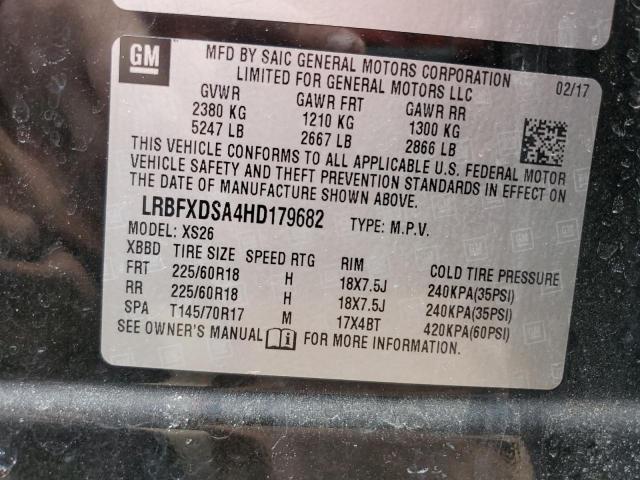 GM
MFD BY SAIC GENERAL MOTORS CORPORATION
LIMITED FOR GENERAL MOTORS LLC
02/17
GVWR GAWR FRT GAWR RR
2380 KG 1210 KG 1300 KG
5247 LB 2667 LB 2866 LB
THIS VEHICLE CONFORMS TO ALL APPLICABLE U.S. FEDERAL MOTOR
VEHICLE SAFETY AND THEFT PREVENTION STANDARDS IN EFFECT ON
THE DATE OF MANUFACTURE SHOWN ABOVE.
LRBFXDSA4HD179682 TYPE: M.P.V.
MODEL: XS26
XBBD TIRE SIZE SPEED RTG RIM COLD TIRE PRESSURE
FRT 225/60R18 H 18X7.5J 240KPA(35PSI)
RR 225/60R18 H 18X7.5J 240KPA(35PSI)
SPA T145/70R17 M 17X4BT 420KPA(60PSI)
SEE OWNER'S MANUAL FOR MORE INFORMATION.